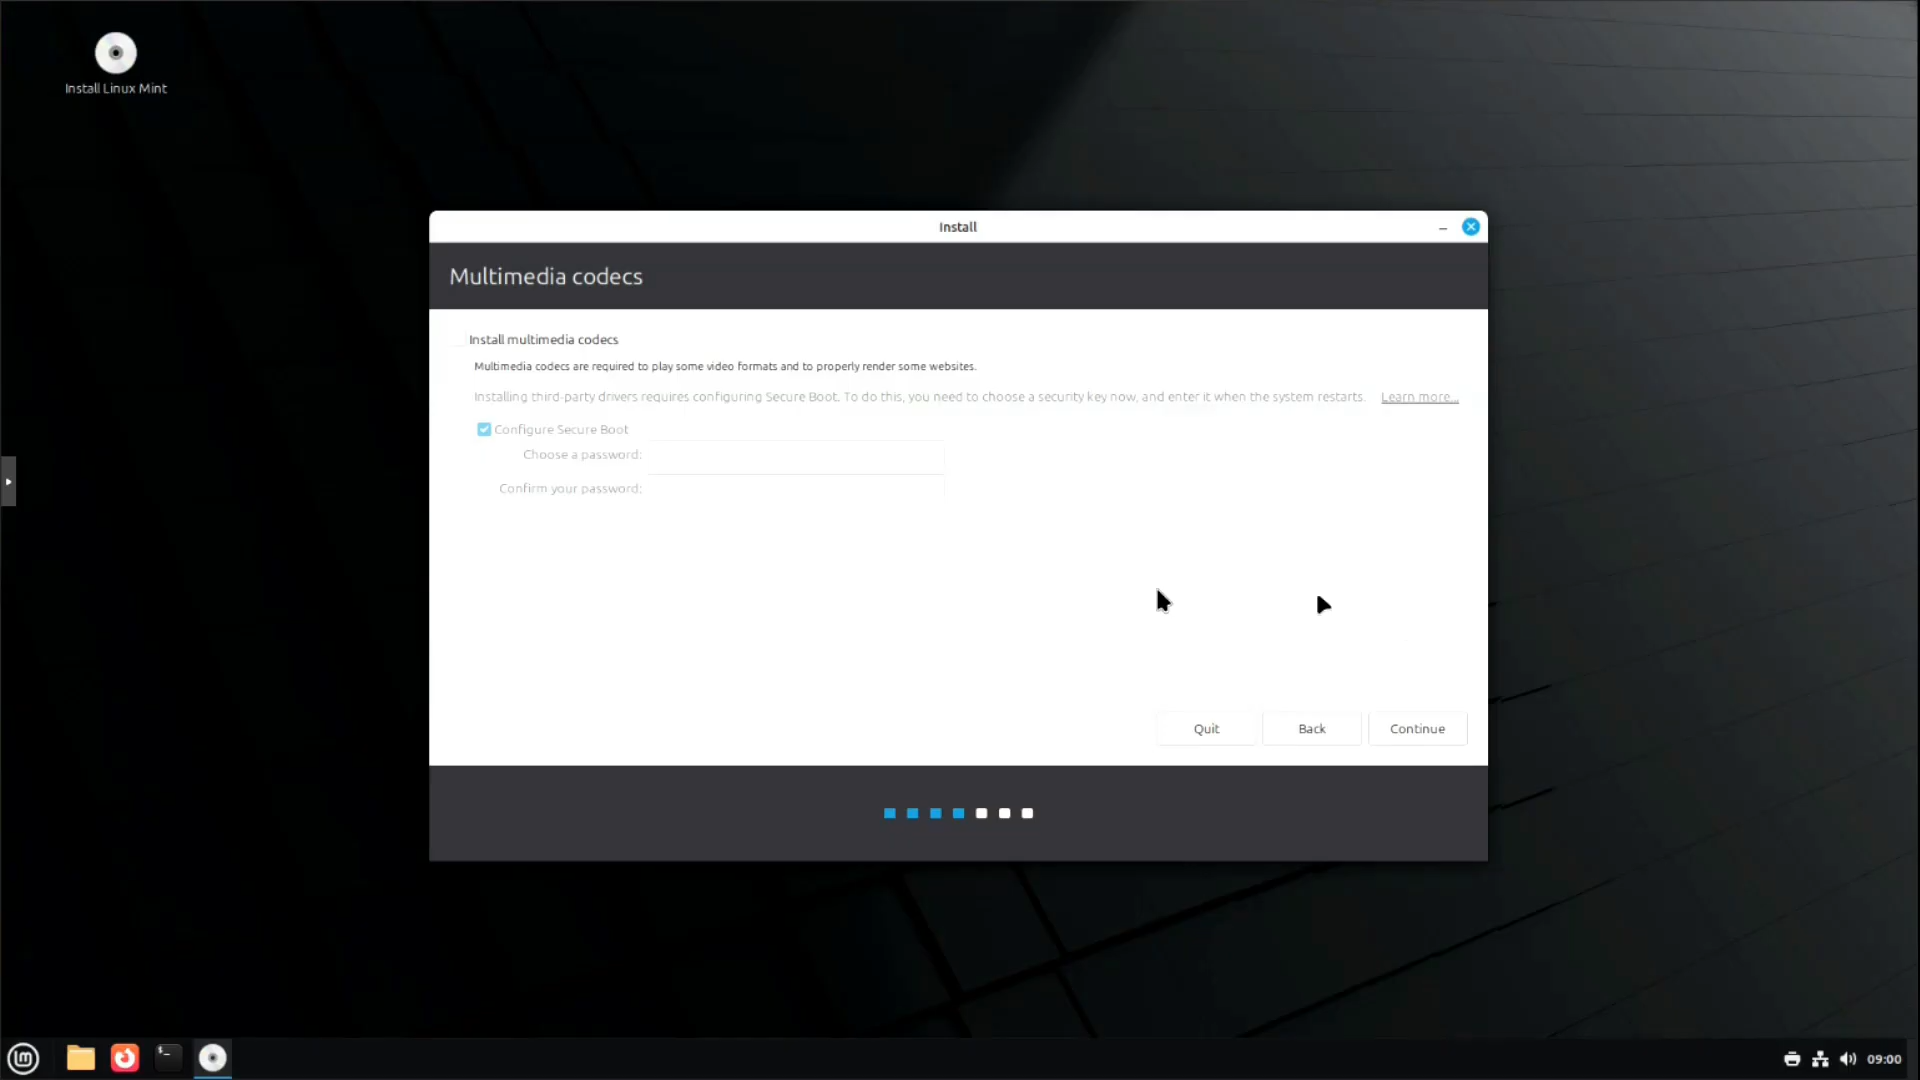 Install Linux Mint
Install
Multimedia codecs
Install multimedia codecs
Multimedia codecs are required to play some video formats and to properly render some websites.
Installing third-party drivers requires configuring Secure Boot. To do this, you need to choose a security key now, and enter it when the system restarts. Learn more...
Configure Secure Boot
Choose a password:
Confirm your password:
Quit Back Continue
09:00